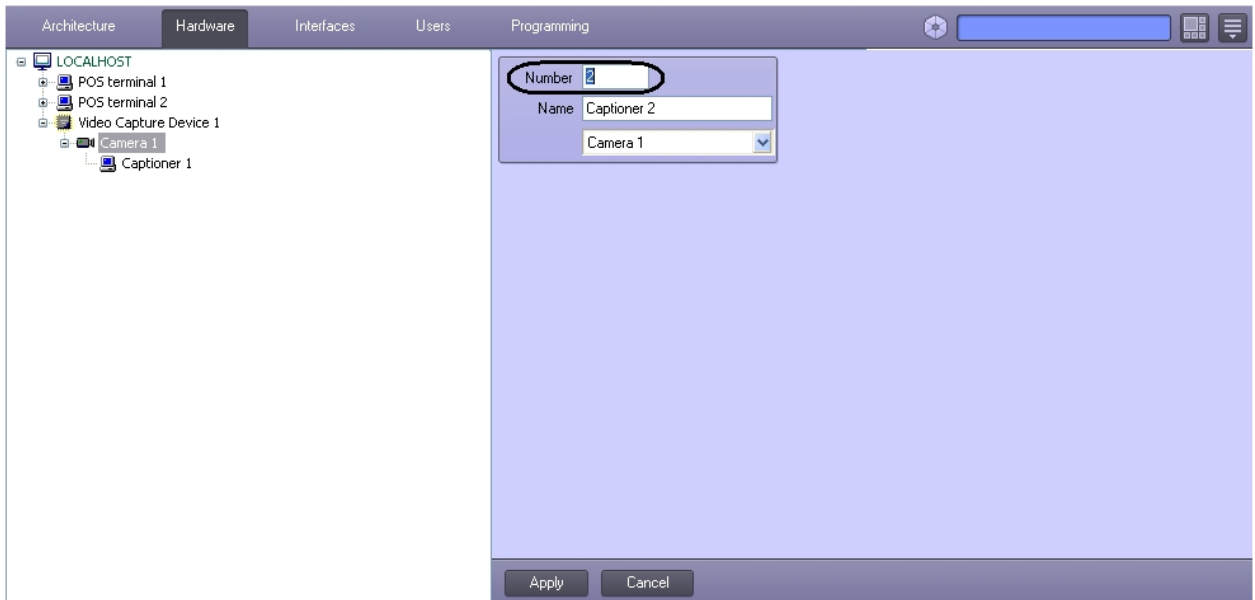 Architecture Hardware Interfaces Users Programming
LOCALHOST
POS terminal 1
POS terminal 2
Video Capture Device 1
Camera 1
Captioner 1
Number 2
Name Captioner 2
Camera 1
Apply Cancel